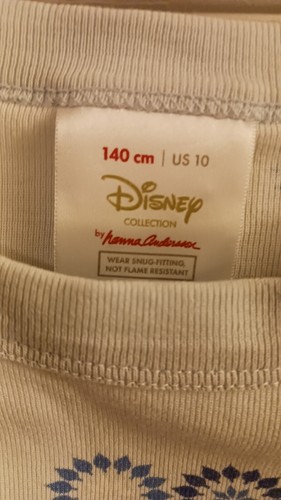 140 cm | US 10
Disney
COLLECTION
by hanna andersson
WEAR SNUG-FITTING,
NOT FLAME RESISTANT